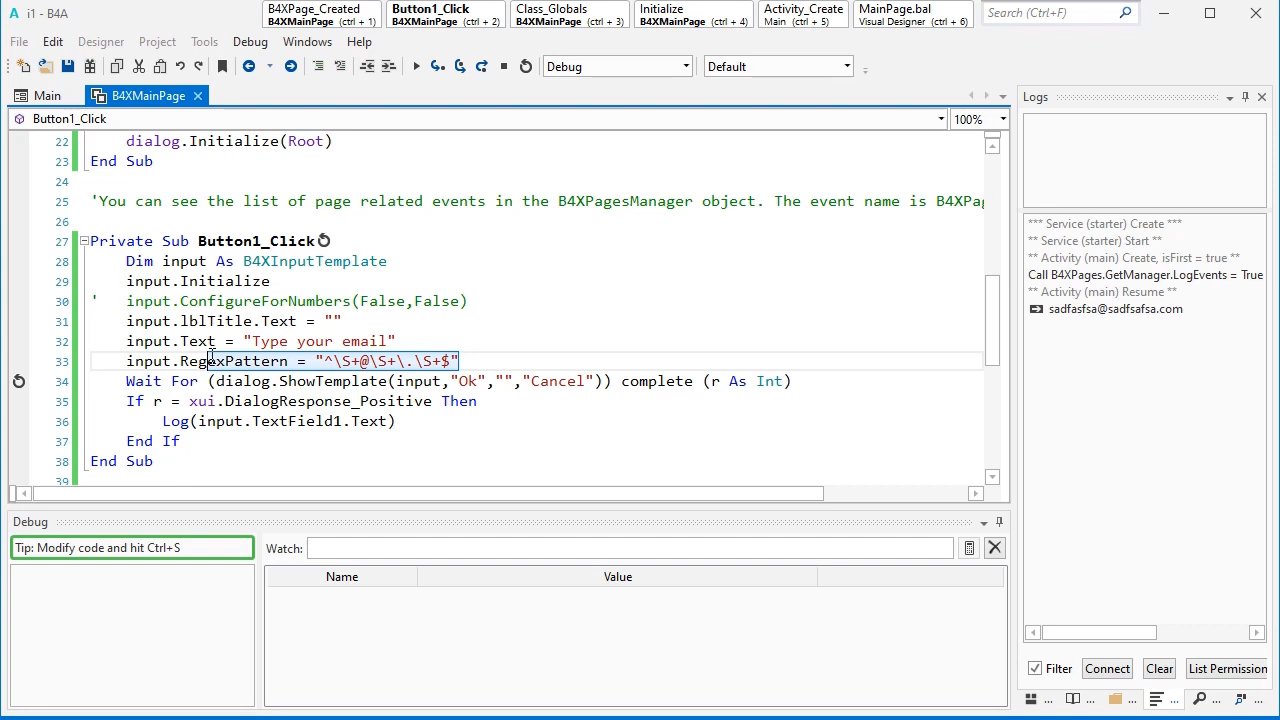 i1 - B4A
B4XPage_Created
B4XMainPage (ctrl + 1)
Button1_Click
B4XMainPage (ctrl + 2)
Class_Globals
B4XMainPage (ctrl + 3)
Initialize
B4XMainPage (ctrl + 4)
Activity_Create
Main (ctrl + 5)
MainPage.bal
Visual Designer (ctrl + 6)
Search (Ctrl+F)
File Edit Designer Project Tools Debug Windows Help
Debug Default
Main B4XMainPage
Button1_Click 100%
22 dialog.Initialize(Root)
23 End Sub
24
25 'You can see the list of page related events in the B4XPagesManager object. The event name is B4XPag
26
27 Private Sub Button1_Click
28 Dim input As B4XInputTemplate
29 input.Initialize
30 ' input.ConfigureForNumbers(False,False)
31 input.lblTitle.Text = ""
32 input.Text = "Type your email"
33 input.RegexPattern = "^\S+@\S+\.\S+$"
34 Wait For (dialog.ShowTemplate(input,"Ok","","Cancel")) complete (r As Int)
35 If r = xui.DialogResponse_Positive Then
36 Log(input.TextField1.Text)
37 End If
38 End Sub
39
Debug
Tip: Modify code and hit Ctrl+S
Watch:
Name Value
Logs
*** Service (starter) Create ***
** Service (starter) Start **
** Activity (main) Create, isFirst = true **
Call B4XPages.GetManager.LogEvents = True
** Activity (main) Resume **
sadfasfsa@sadfsafsa.com
Filter Connect Clear List Permission
... ... ... ... ... ...